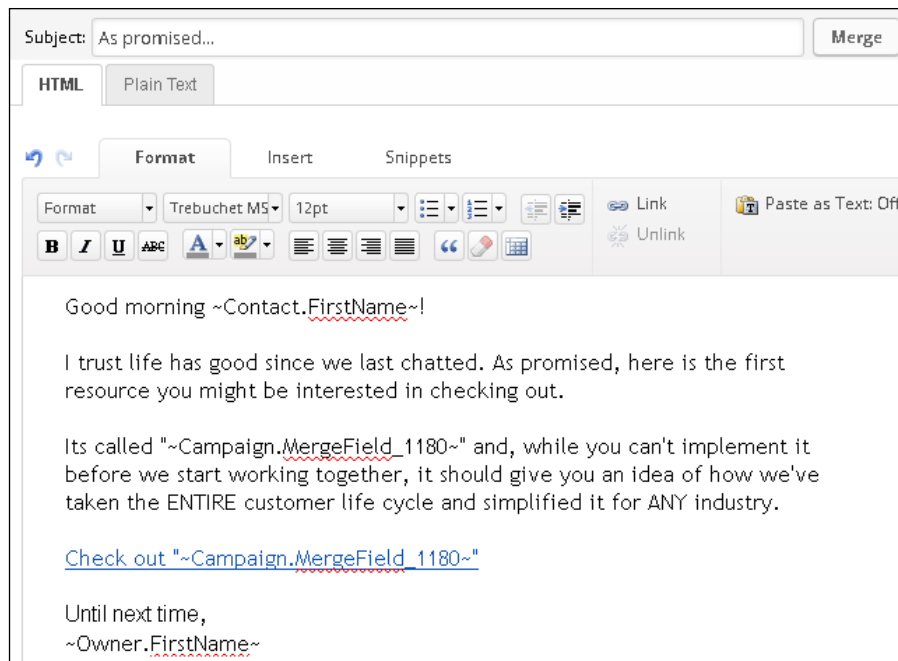 Subject: As promised... Merge
HTML Plain Text
Format Insert Snippets
Format Trebuchet MS 12pt Link Paste as Text: Off
B I U ABC A ab Unlink
Good morning ~Contact.FirstName~!
I trust life has good since we last chatted. As promised, here is the first
resource you might be interested in checking out.
Its called "~Campaign.MergeField_1180~" and, while you can't implement it
before we start working together, it should give you an idea of how we've
taken the ENTIRE customer life cycle and simplified it for ANY industry.
Check out "~Campaign.MergeField_1180~"
Until next time,
~Owner.FirstName~